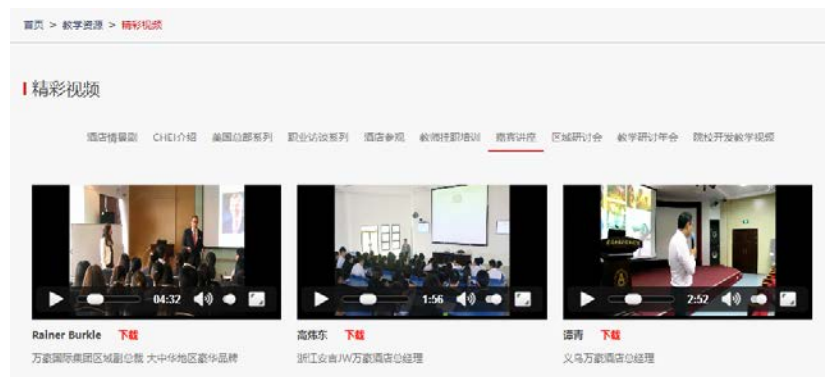 首页 > 教学资源 > 精彩视频
精彩视频
酒店情景剧 CHEI介绍 美国总部系列 职业访谈系列 酒店参观 教师挂职培训 嘉宾讲座 区域研讨会 教学研讨年会 院校开发教学视频
04:32 1:56 2:52
Rainer Burkle 下载 高炜东 下载 谭青 下载
万豪国际集团区域副总裁 大中华地区豪华品牌 浙江安吉JW万豪酒店总经理 义乌万豪酒店总经理